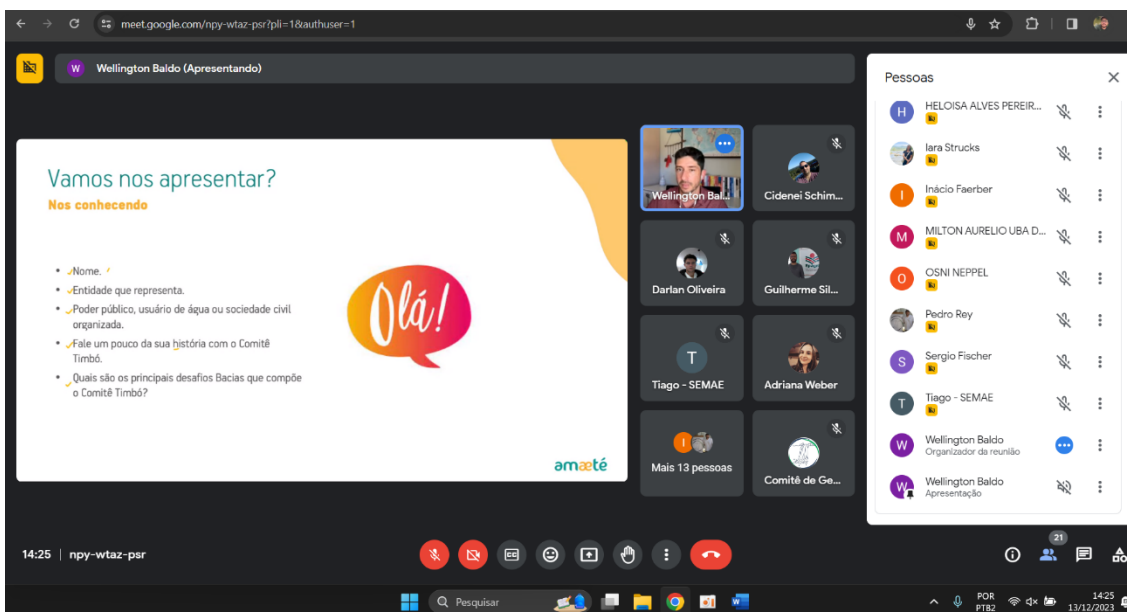 meet.google.com/npy-wtaz-psr?pli=1&authuser=1
W Wellington Baldo (Apresentando)
Vamos nos apresentar?
Nos conhecendo
Nome.
Entidade que representa.
Poder público, usuário de água ou sociedade civil
organizada.
Fale um pouco da sua história com o Comitê
Timbó.
Quais são os principais desafios Bacias que compõe
o Comitê Timbó?
Olá!
amaeté
Wellington Bal...
Cidenei Schim...
Darlan Oliveira
Guilherme Sil...
T
Tiago - SEMAE
Adriana Weber
I
Mais 13 pessoas
Comitê de Ge...
Pessoas
H HELOISA ALVES PEREIR...
Iara Strucks
I Inácio Faerber
M MILTON AURELIO UBA D...
O OSNI NEPPEL
Pedro Rey
S Sergio Fischer
T Tiago - SEMAE
W Wellington Baldo
Organizador da reunião
W Wellington Baldo
Apresentação
14:25 | npy-wtaz-psr
21
Pesquisar
POR
PTB2
14:25
13/12/2023